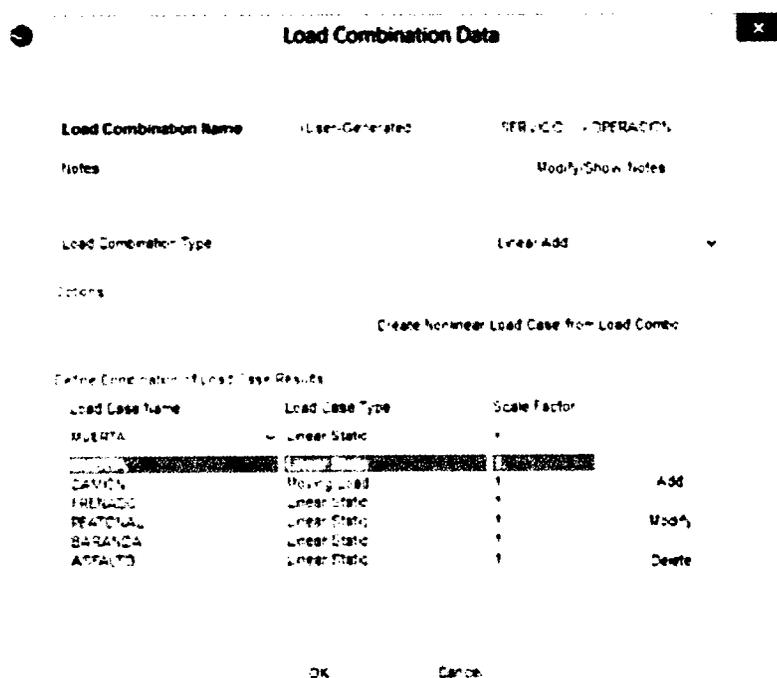 Load Combination Data
Load Combination Name (User-Generated) SERVICIO OPERACION
Notes Modify/Show Notes
Load Combination Type Linear Add
Options
Create Nonlinear Load Case from Load Combo
Define Combination of Load Case Results
Load Case Name Load Case Type Scale Factor
MUERTA Linear Static
CAMION Moving Load 1 Add
FRENADO Linear Static 1
PEATONAL Linear Static 1 Modify
BARANDA Linear Static 1
ASFALTO Linear Static 1 Delete
OK Cancel